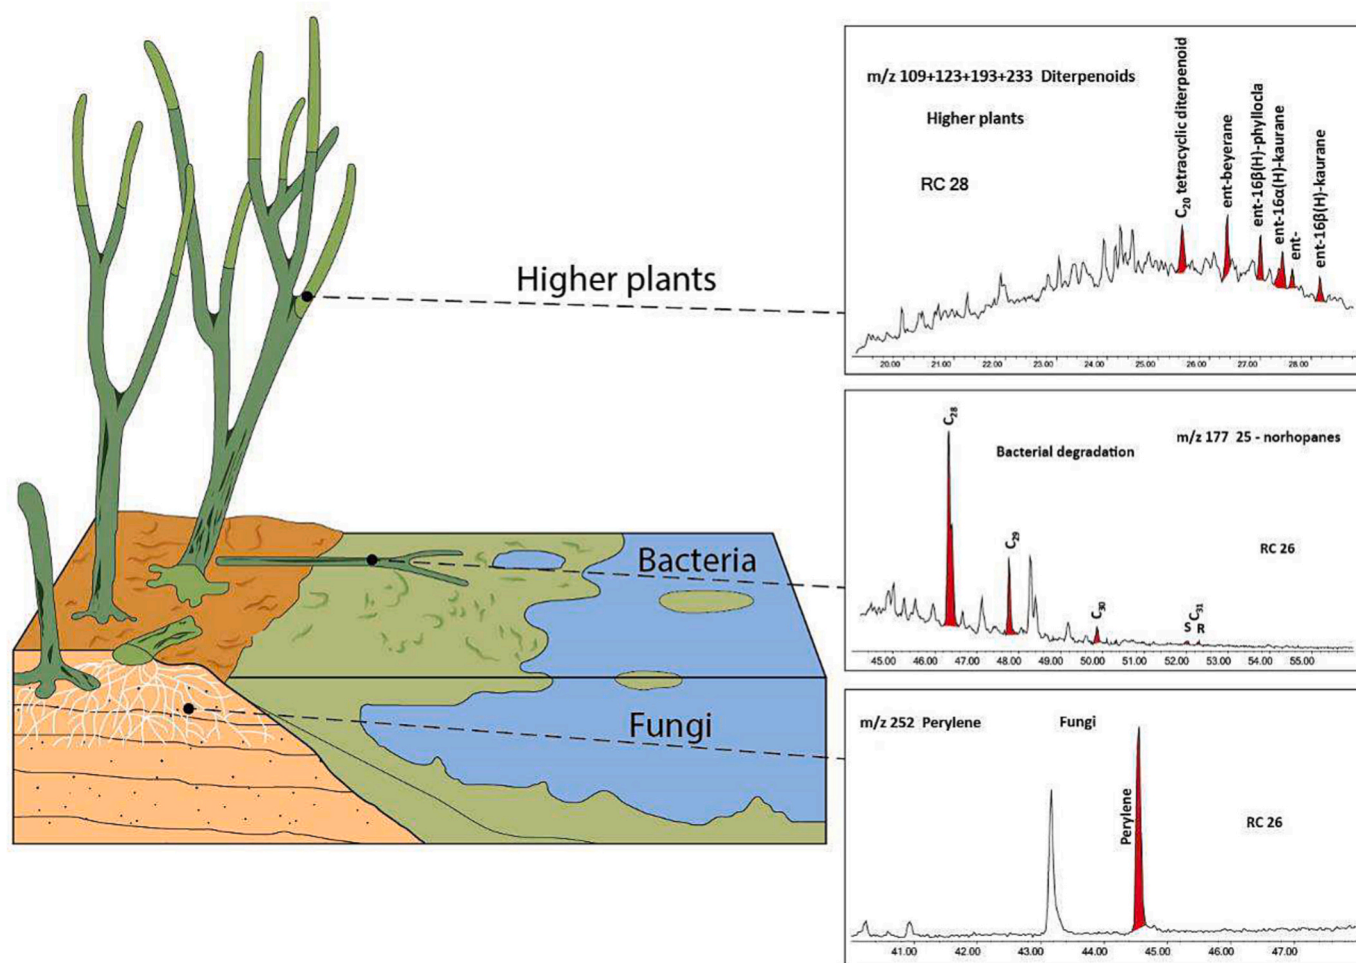 Higher plants
Bacteria
Fungi
m/z 109+123+193+233 Diterpenoids
Higher plants
RC 28
C20 tetracyclic diterpenoid
ent-beyerane
ent-16β(H)-phyllocla
ent-16α(H)-kaurane
ent-
ent-16β(H)-kaurane
20.00 21.00 22.00 23.00 24.00 25.00 26.00 27.00 28.00
m/z 177 25 - norhopanes
Bacterial degradation
RC 26
C28
C29
C30
C31
S R
45.00 46.00 47.00 48.00 49.00 50.00 51.00 52.00 53.00 54.00 55.00
m/z 252 Perylene
Fungi
Perylene
RC 26
41.00 42.00 43.00 44.00 45.00 46.00 47.00